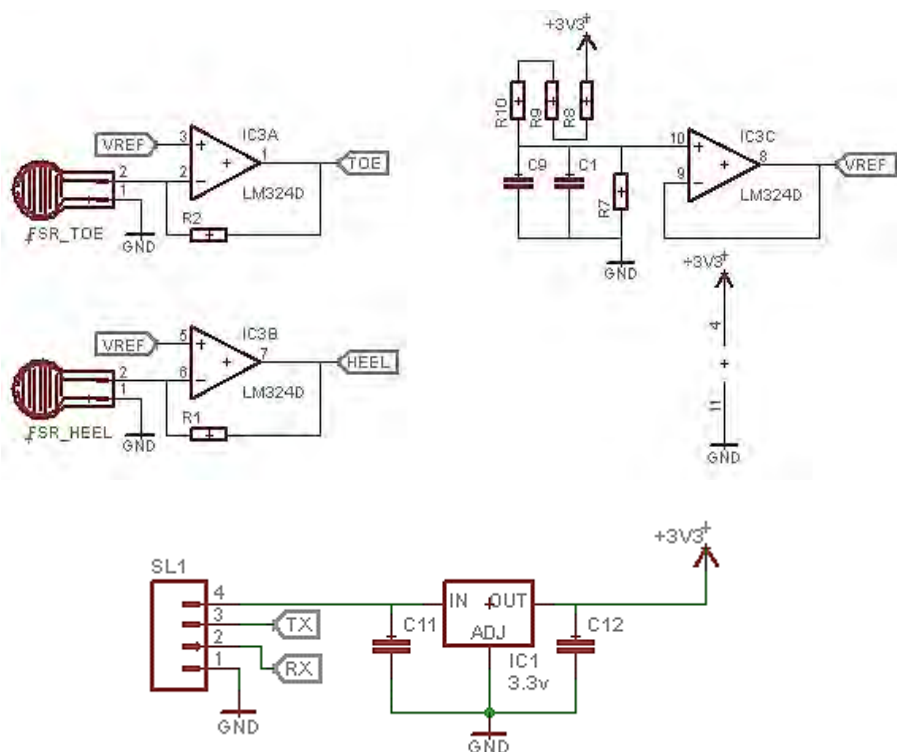 VREF
3
2
1
2
1
IC3A
LM324D
TOE
R2
GND
FSR_TOE
+3V3
R10
R9
R8
C9
C1
R7
GND
10
9
8
IC3C
LM324D
VREF
VREF
5
6
7
2
1
IC3B
LM324D
HEEL
R1
GND
FSR_HEEL
+3V3
4
11
GND
SL1
4
3
2
1
TX
RX
GND
C11
IN OUT
ADJ
IC1
3.3v
C12
+3V3
GND